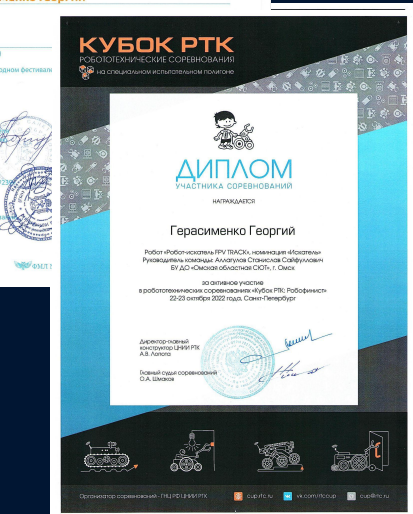 КУБОК РТК
РОБОТОТЕХНИЧЕСКИЕ СОРЕВНОВАНИЯ
на специальном испытательном полигоне
ДИПЛОМ
УЧАСТНИКА СОРЕВНОВАНИЙ
НАГРАЖДАЕТСЯ
Герасименко Георгий
Робот «Робот-искатель FPV TRACK», номинация «Искатель»
Руководитель команды: Аллагулов Станислав Сайфуллович
БУ ДО «Омская областная СЮТ», г. Омск
за активное участие
в робототехнических соревнованиях «Кубок РТК: Робофинист»
22-23 октября 2022 года, Санкт-Петербург
Директор-главный
конструктор ЦНИИ РТК
А.В. Лопота
Главный судья соревнований
О.А. Шмаков
Организатор соревнований - ГНЦ РФ ЦНИИ РТК
cup.rtc.ru
vk.com/rtccup
cup@rtc.ru